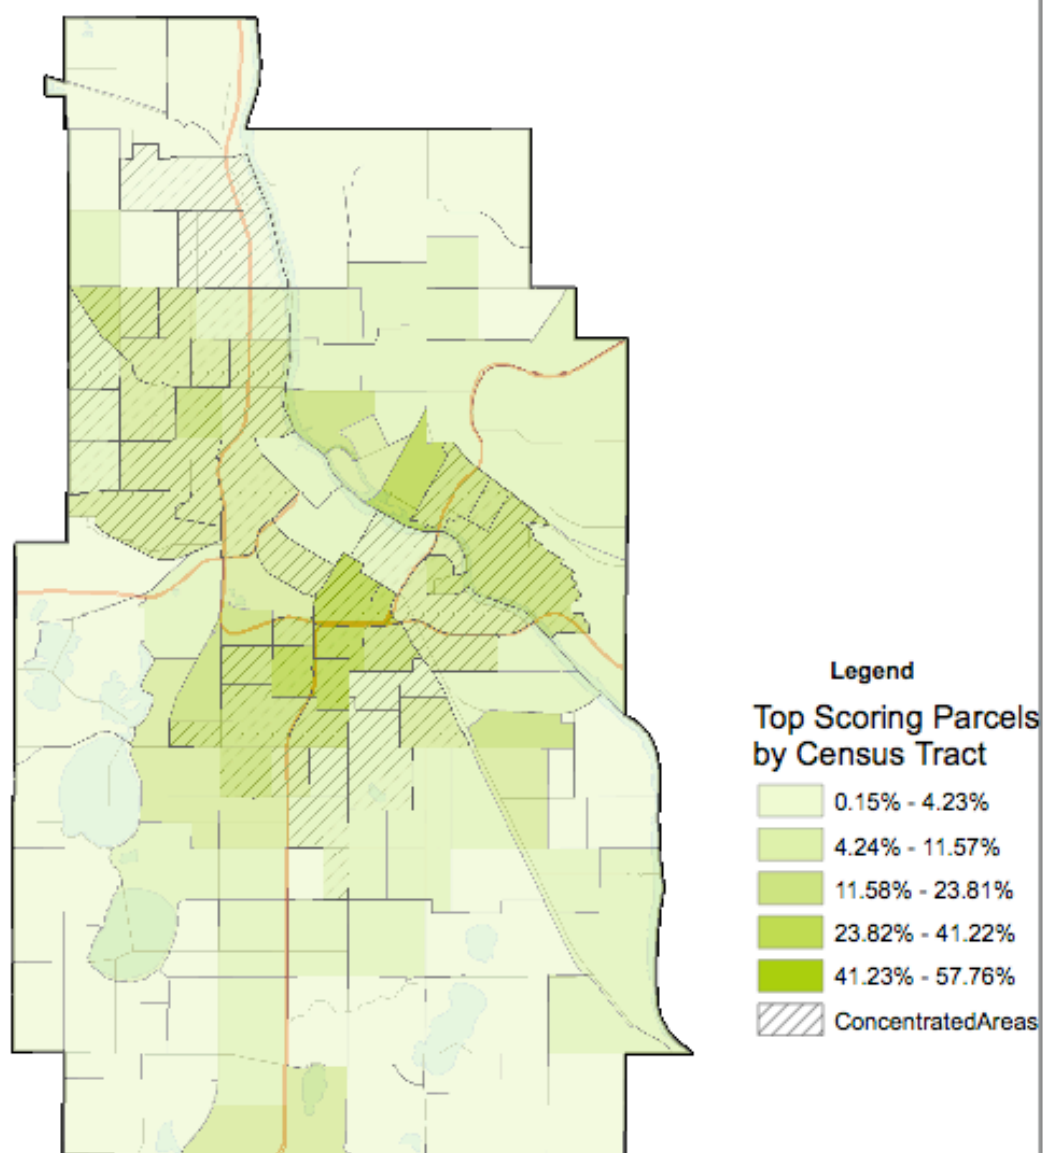 Legend
Top Scoring Parcels
by Census Tract
0.15% - 4.23%
4.24% - 11.57%
11.58% - 23.81%
23.82% - 41.22%
41.23% - 57.76%
ConcentratedAreas